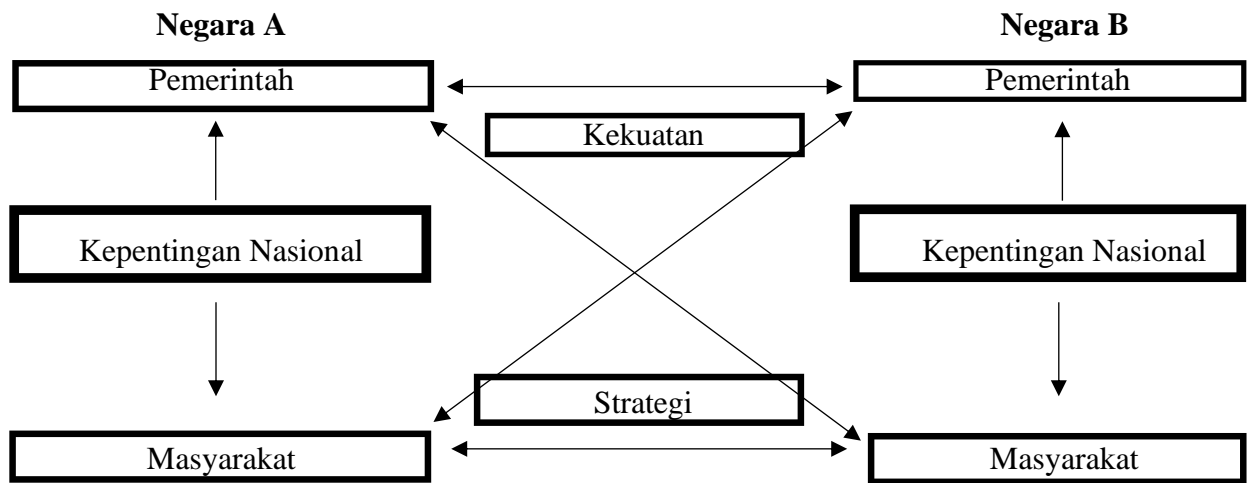 Negara A
Negara B
Pemerintah
Pemerintah
Kekuatan
Kepentingan Nasional
Kepentingan Nasional
Strategi
Masyarakat
Masyarakat